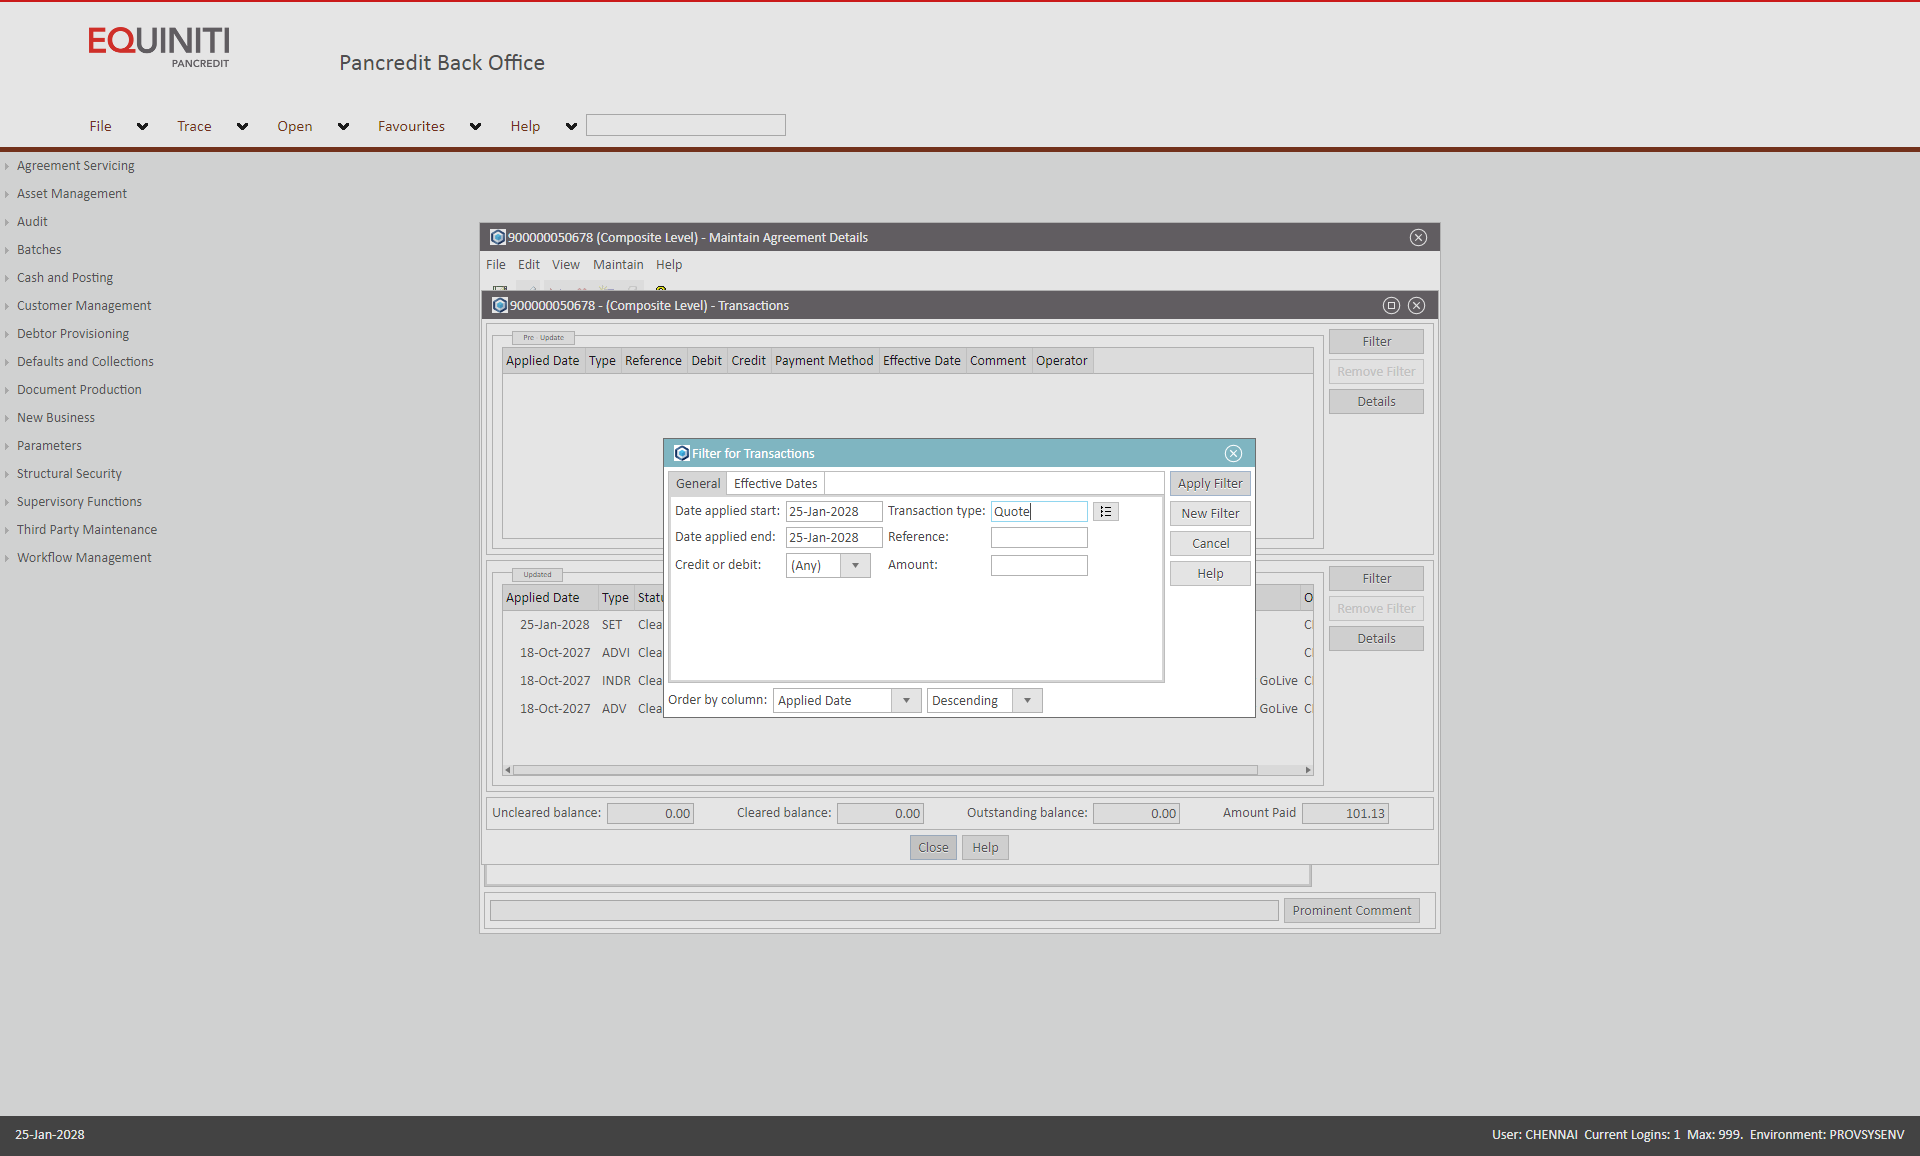 EQUINITI
PANCREDIT
Pancredit Back Office
File Trace Open Favourites Help
Agreement Servicing
Asset Management
Audit
Batches
Cash and Posting
Customer Management
Debtor Provisioning
Defaults and Collections
Document Production
New Business
Parameters
Structural Security
Supervisory Functions
Third Party Maintenance
Workflow Management
900000050678 (Composite Level) - Maintain Agreement Details
File Edit View Maintain Help
900000050678 - (Composite Level) - Transactions
Pre - Update
Applied Date Type Reference Debit Credit Payment Method Effective Date Comment Operator
Filter
Remove Filter
Details
Filter for Transactions
General Effective Dates
Date applied start: 25-Jan-2028 Transaction type: Quote
Date applied end: 25-Jan-2028 Reference:
Credit or debit: (Any) Amount:
Order by column: Applied Date Descending
Apply Filter
New Filter
Cancel
Help
Updated
Applied Date Type Statu O
25-Jan-2028 SET Clea
18-Oct-2027 ADVI Clea
18-Oct-2027 INDR Clea GoLive
18-Oct-2027 ADV Clea GoLive
Filter
Remove Filter
Details
Uncleared balance: 0.00 Cleared balance: 0.00 Outstanding balance: 0.00 Amount Paid 101.13
Close Help
Prominent Comment
25-Jan-2028
User: CHENNAI Current Logins: 1 Max: 999. Environment: PROVSYSENV